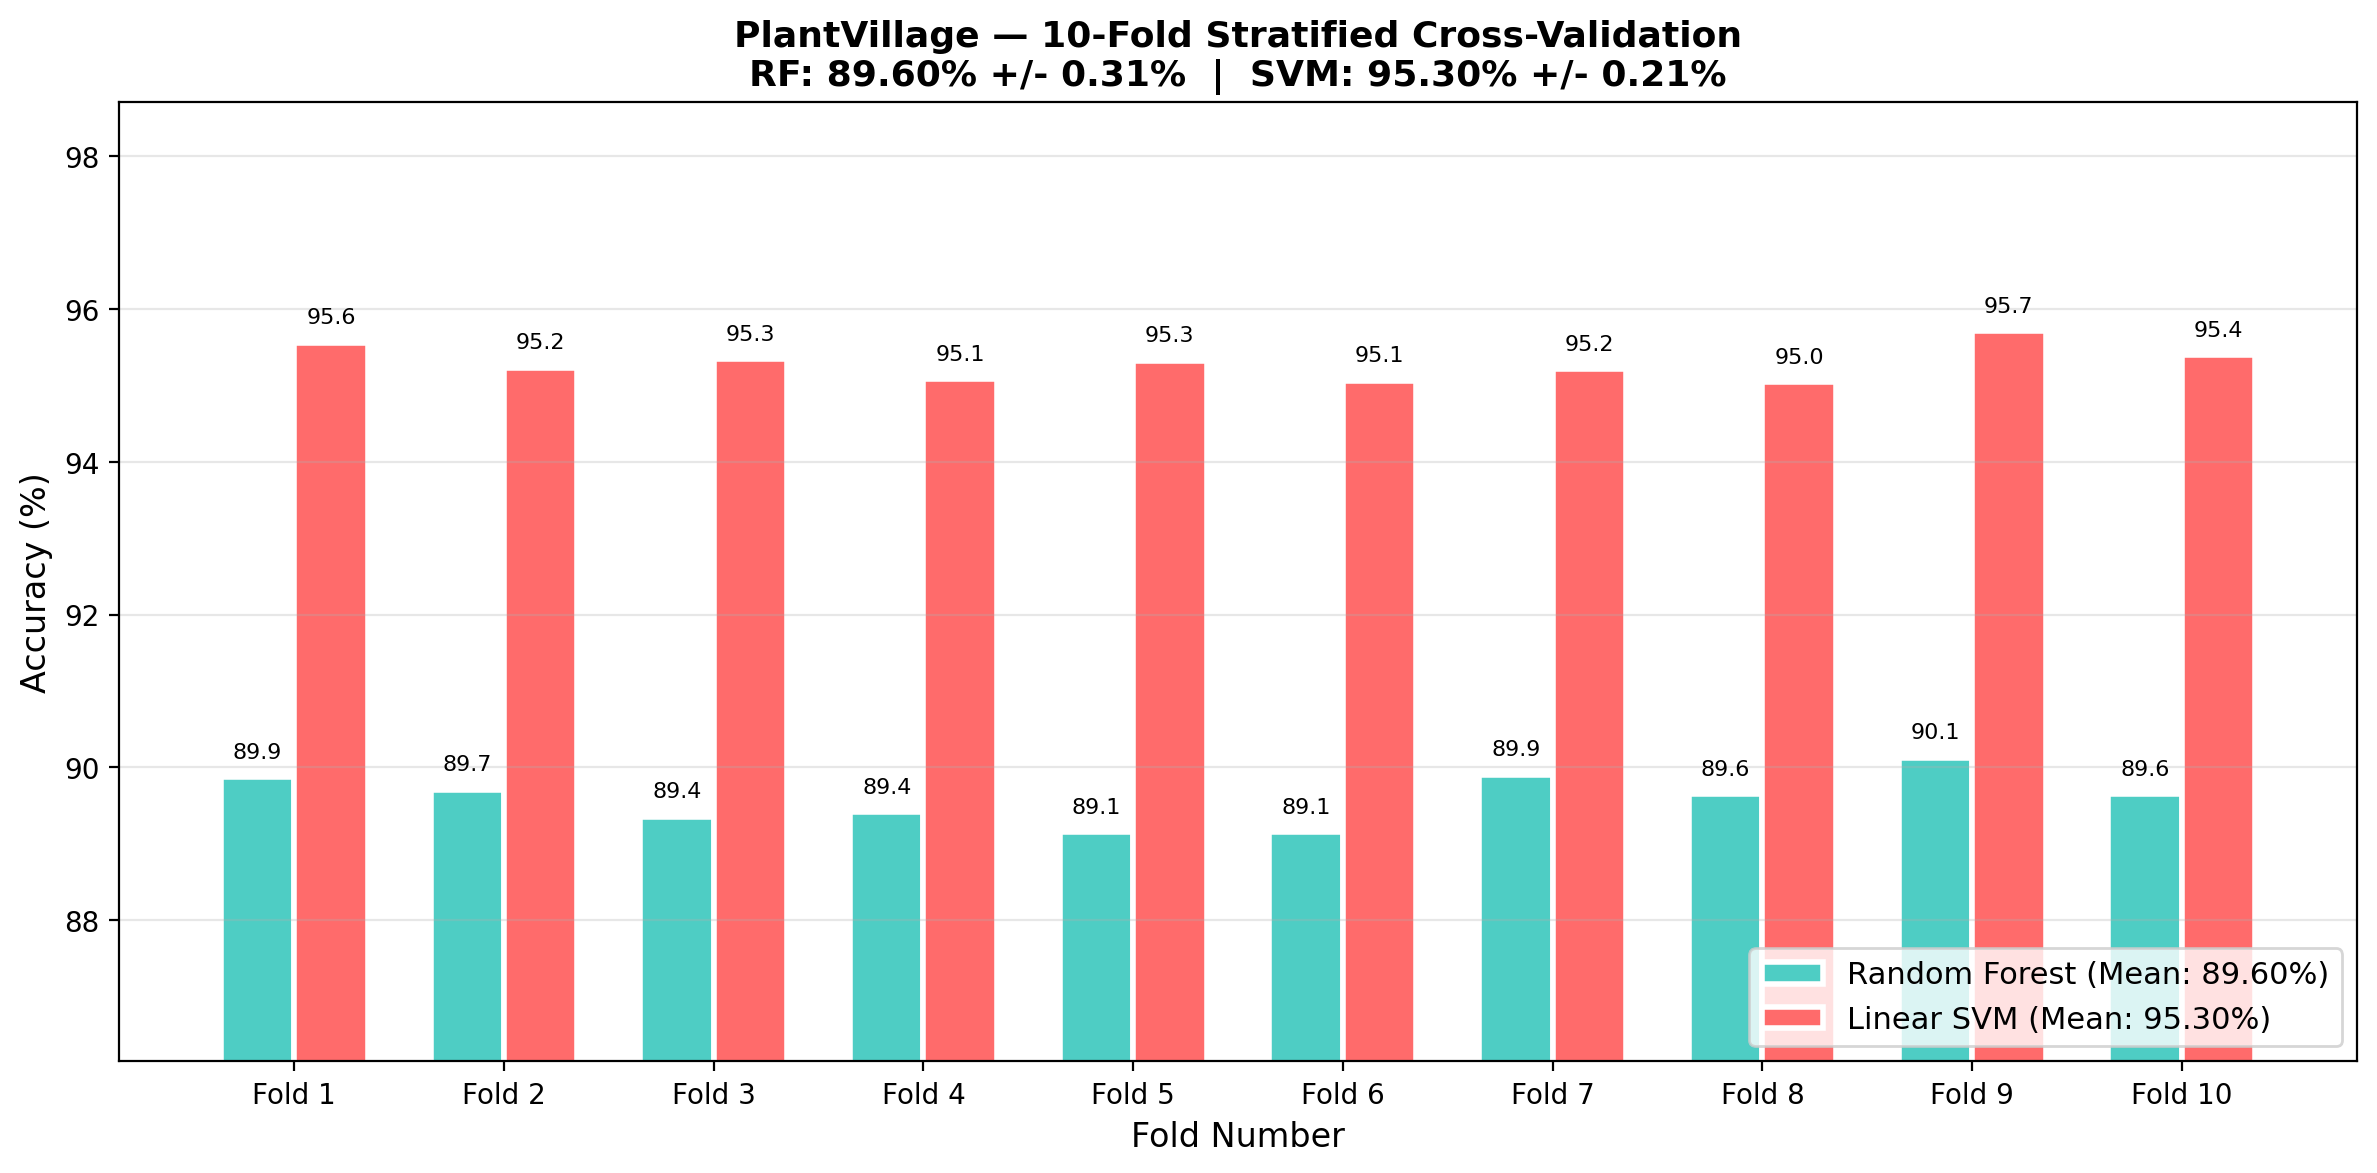 PlantVillage — 10-Fold Stratified Cross-Validation
RF: 89.60% +/- 0.31% | SVM: 95.30% +/- 0.21%
Accuracy (%)
98
96
94
92
90
88
89.9
95.6
89.7
95.2
89.4
95.3
89.4
95.1
89.1
95.3
89.1
95.1
89.9
95.2
89.6
95.0
90.1
95.7
89.6
95.4
Random Forest (Mean: 89.60%)
Linear SVM (Mean: 95.30%)
Fold 1
Fold 2
Fold 3
Fold 4
Fold 5
Fold 6
Fold 7
Fold 8
Fold 9
Fold 10
Fold Number